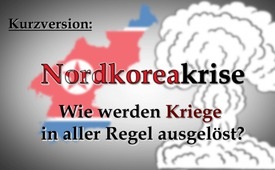 Kurzversion:
Nordkoreakrise
Wie werden Kriege
in aller Regel ausgelöst?